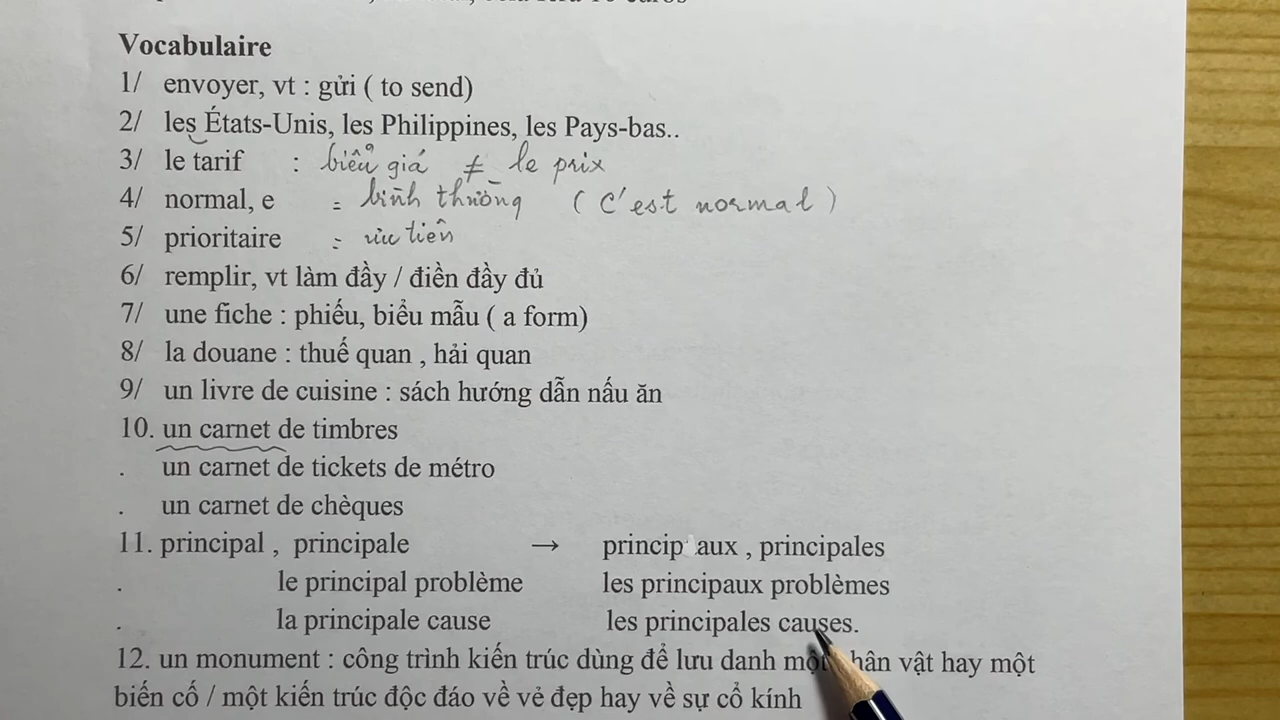 euros
Vocabulaire
1/ envoyer, vt : gửi ( to send)
2/ les États-Unis, les Philippines, les Pays-bas..
3/ le tarif : biểu giá ≠ le prix
4/ normal, e = bình thường ( c'est normal )
5/ prioritaire = ưu tiên
6/ remplir, vt làm đầy / điền đầy đủ
7/ une fiche : phiếu, biểu mẫu ( a form)
8/ la douane : thuế quan , hải quan
9/ un livre de cuisine : sách hướng dẫn nấu ăn
10. un carnet de timbres
. un carnet de tickets de métro
. un carnet de chèques
11. principal , principale → princip aux , principales
. le principal problème les principaux problèmes
. la principale cause les principales causes.
12. un monument : công trình kiến trúc dùng để lưu danh một vật hay một
biến cố / một kiến trúc độc đáo về vẻ đẹp hay về sự cổ kính